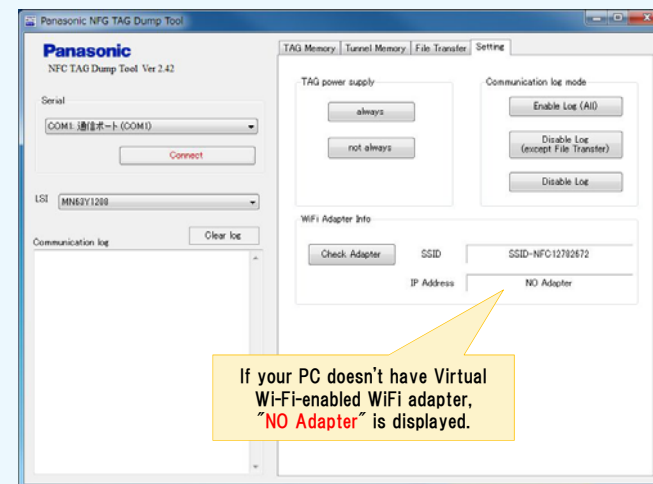 Panasonic NFG TAG Dump Tool
Panasonic
NFC TAG Dump Tool Ver 2.42
Serial
COM1: 通信ポート (COM1)
Connect
LSI
MN63Y1208
Communication log
Clear log
TAG Memory
Tunnel Memory
File Transfer
Setting
TAG power supply
always
not always
Communication log mode
Enable Log (All)
Disable Log
(except File Transfer)
Disable Log
WiFi Adapter Info
Check Adapter
SSID
SSID-NFC12792672
IP Address
NO Adapter
If your PC doesn't have Virtual
Wi-Fi-enabled WiFi adapter,
"NO Adapter" is displayed.